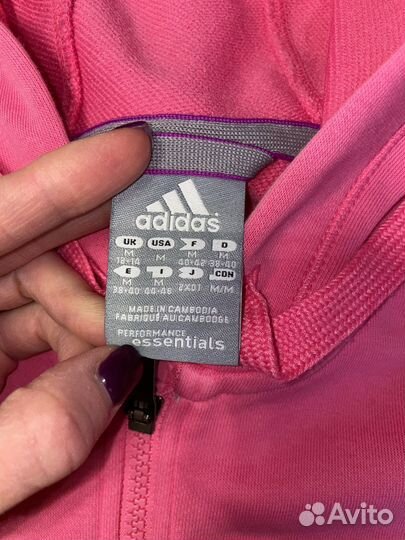 adidas
UK USA F D
M M M M
12-14 M 40-42 38-40
E I J CDN
M M M M
38-40 44-46 2XOT M/M
MADE IN CAMBODIA
FABRIQUÉ AU CAMBODGE
PERFORMANCE
essentials
Avito